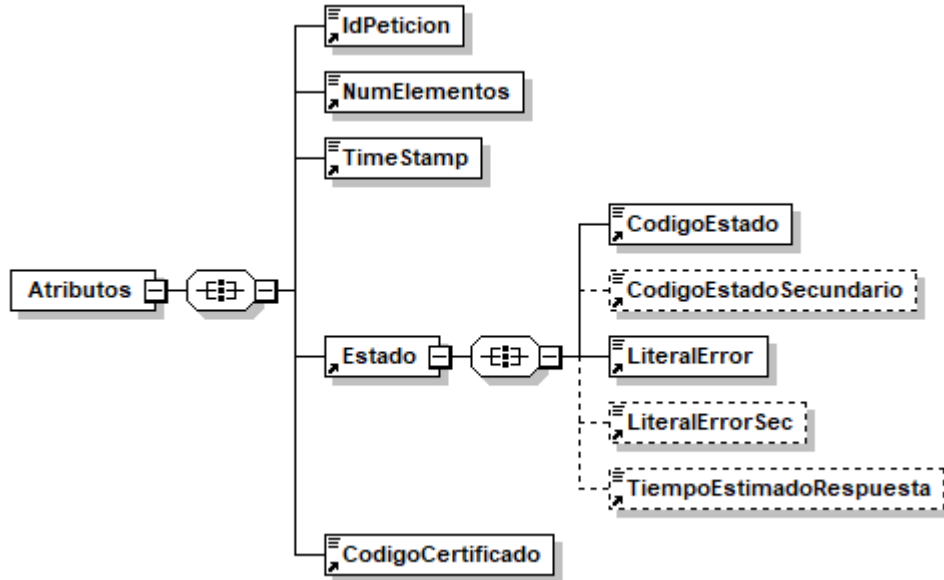 IdPeticion
NumElementos
TimeStamp
CodigoEstado
CodigoEstadoSecundario
Atributos
Estado
LiteralError
LiteralErrorSec
TiempoEstimadoRespuesta
CodigoCertificado